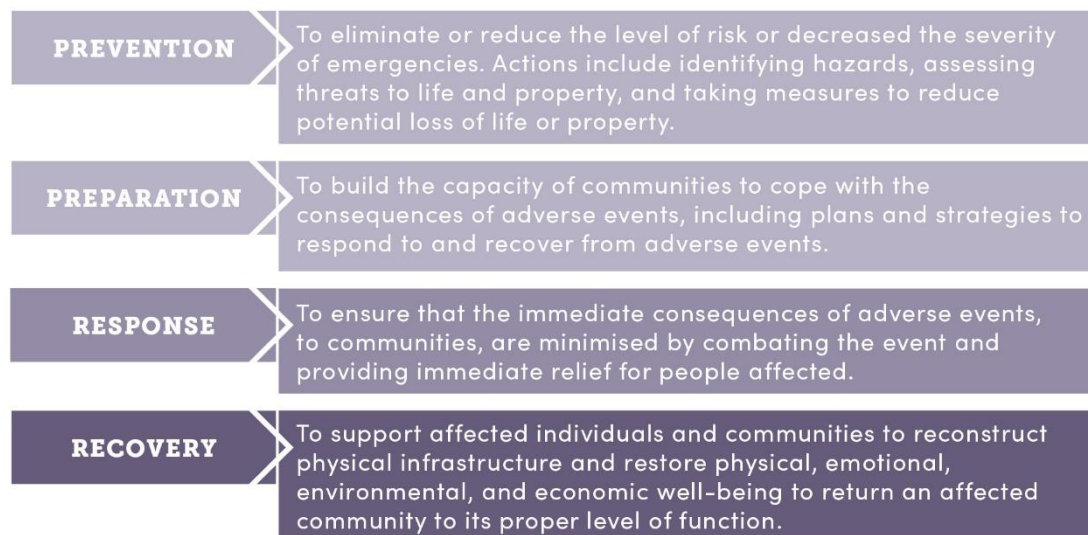 PREVENTION
To eliminate or reduce the level of risk or decreased the severity
of emergencies. Actions include identifying hazards, assessing
threats to life and property, and taking measures to reduce
potential loss of life or property.
PREPARATION
To build the capacity of communities to cope with the
consequences of adverse events, including plans and strategies to
respond to and recover from adverse events.
RESPONSE
To ensure that the immediate consequences of adverse events,
to communities, are minimised by combating the event and
providing immediate relief for people affected.
RECOVERY
To support affected individuals and communities to reconstruct
physical infrastructure and restore physical, emotional,
environmental, and economic well-being to return an affected
community to its proper level of function.